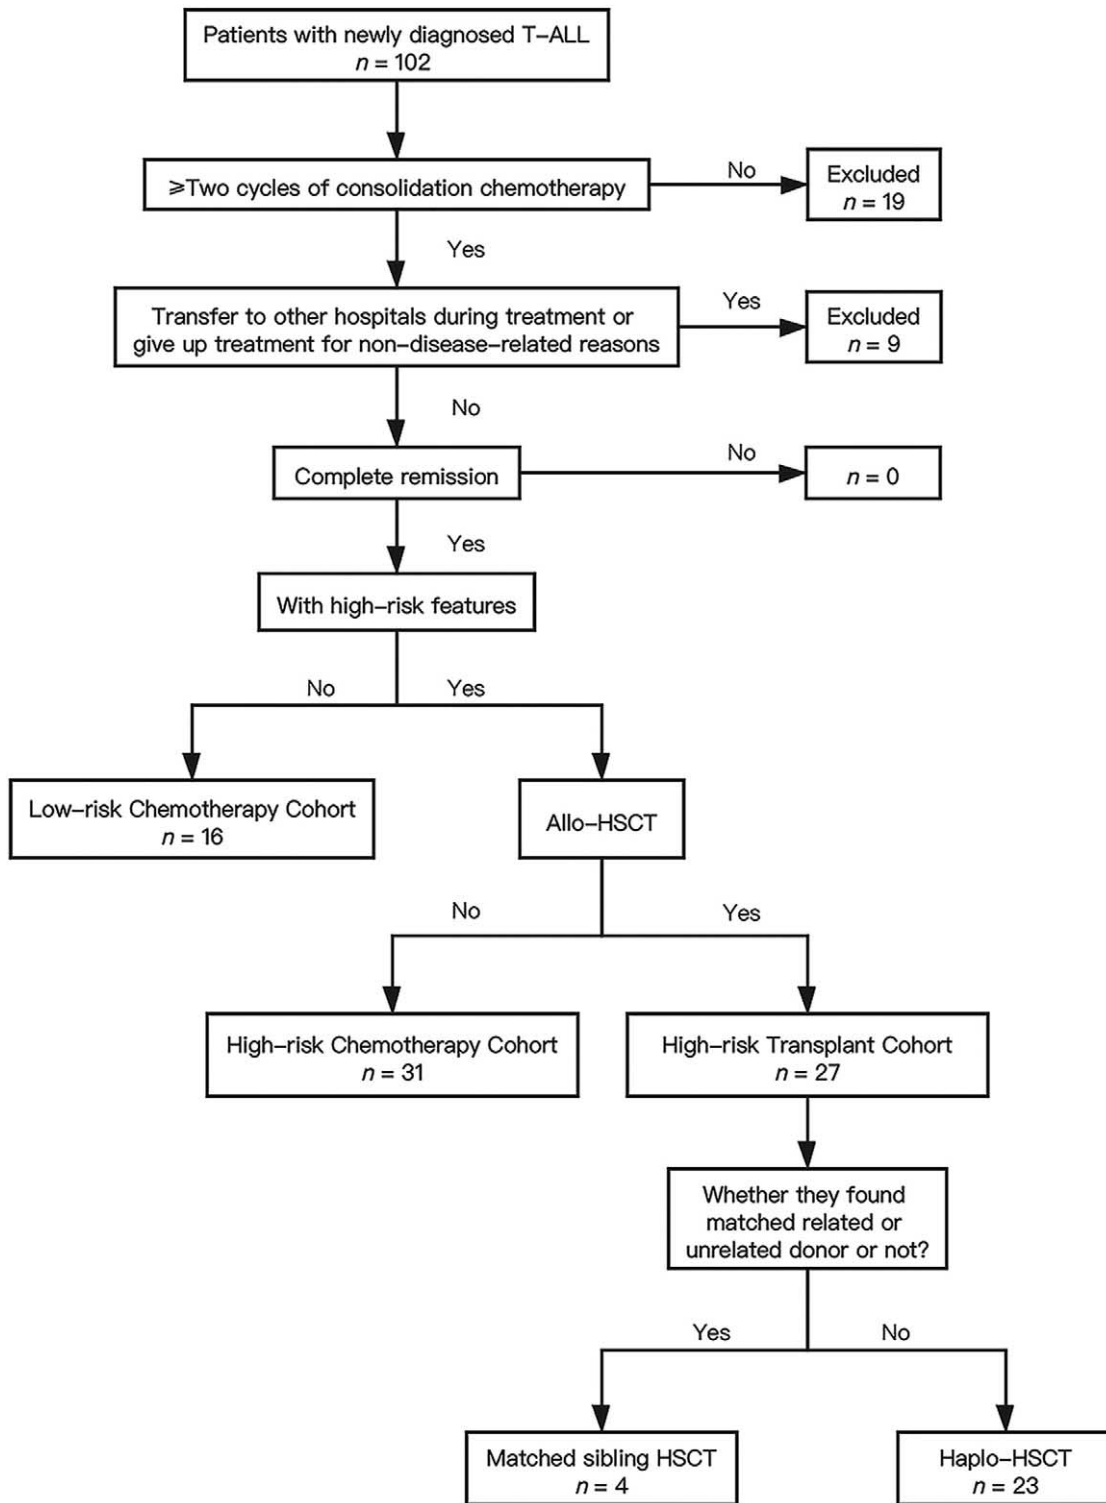 Patients with newly diagnosed T–ALL
n = 102
⩾Two cycles of consolidation chemotherapy
No
Excluded
n = 19
Yes
Transfer to other hospitals during treatment or
give up treatment for non–disease–related reasons
Yes
Excluded
n = 9
No
Complete remission
No
n = 0
Yes
With high–risk features
No
Yes
Low–risk Chemotherapy Cohort
n = 16
Allo–HSCT
No
Yes
High–risk Chemotherapy Cohort
n = 31
High–risk Transplant Cohort
n = 27
Whether they found
matched related or
unrelated donor or not?
Yes
No
Matched sibling HSCT
n = 4
Haplo–HSCT
n = 23